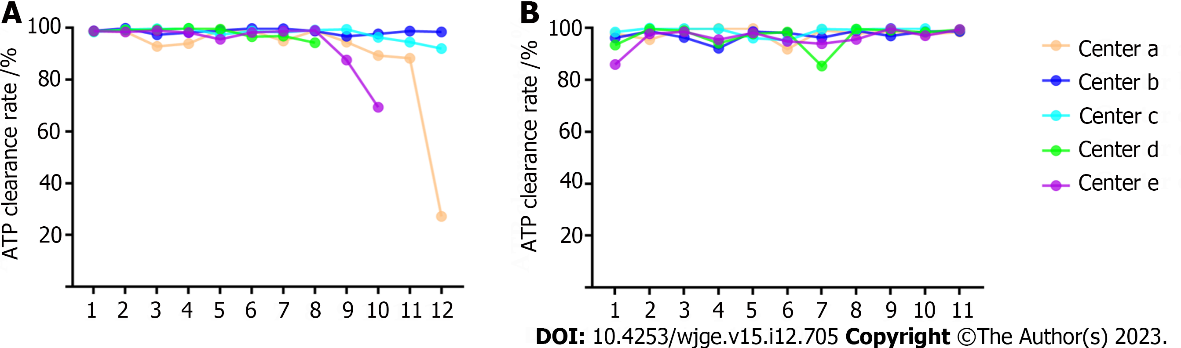 A
ATP clearance rate /%
100
80
60
40
20
1 2 3 4 5 6 7 8 9 10 11 12
B
ATP clearance rate /%
100
80
60
40
20
1 2 3 4 5 6 7 8 9 10 11
Center a
Center b
Center c
Center d
Center e
DOI: 10.4253/wjge.v15.i12.705 Copyright ©The Author(s) 2023.